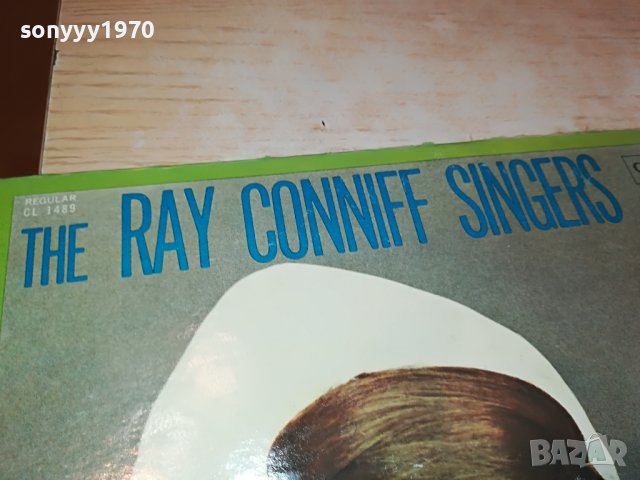 sonyyy1970
REGULAR
CL 1489
THE RAY CONNIFF SINGERS
BAZAR